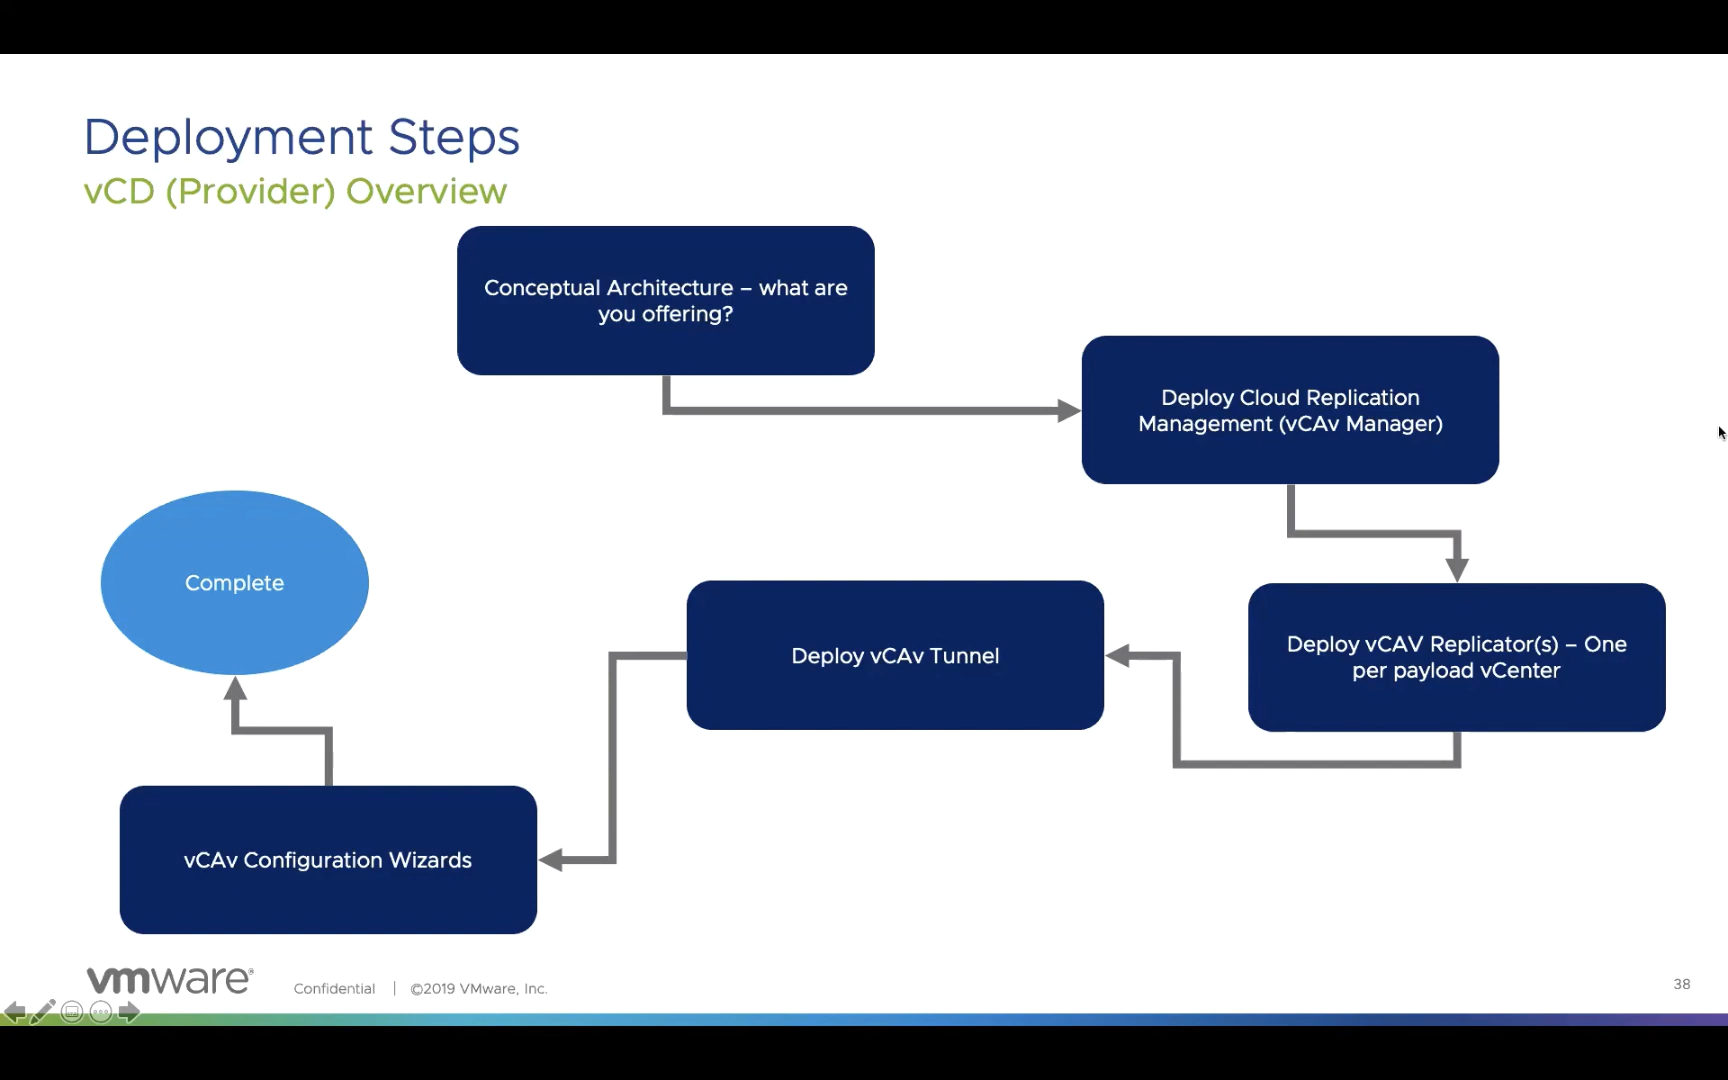 Deployment Steps
vCD (Provider) Overview
Conceptual Architecture – what are
you offering?
Deploy Cloud Replication
Management (vCAv Manager)
Deploy vCAV Replicator(s) – One
per payload vCenter
Deploy vCAv Tunnel
vCAv Configuration Wizards
Complete
vmware®
Confidential | ©2019 VMware, Inc.
38